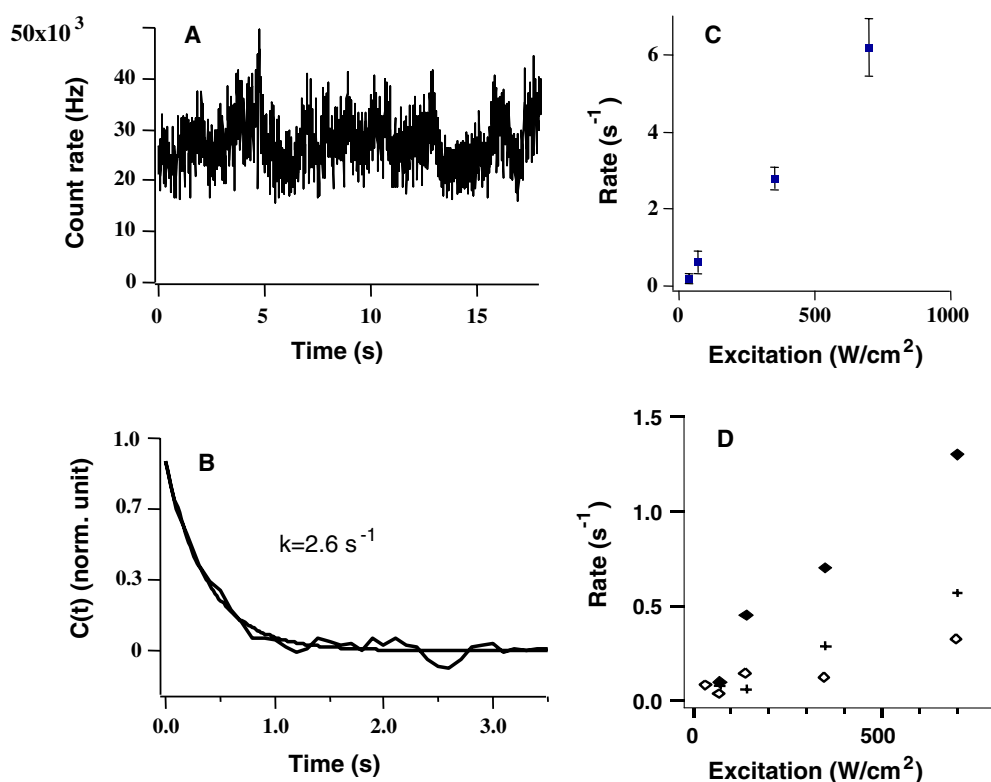 50x10³
A
40
30
20
10
0
Count rate (Hz)
0
5
10
15
Time (s)
C
6
4
2
0
Rate (s⁻¹)
0
500
1000
Excitation (W/cm²)
B
1.0
0.7
0.3
0
C(t) (norm. unit)
k=2.6 s⁻¹
0.0
1.0
2.0
3.0
Time (s)
D
1.5
1.0
0.5
0.0
Rate (s⁻¹)
0
500
Excitation (W/cm²)